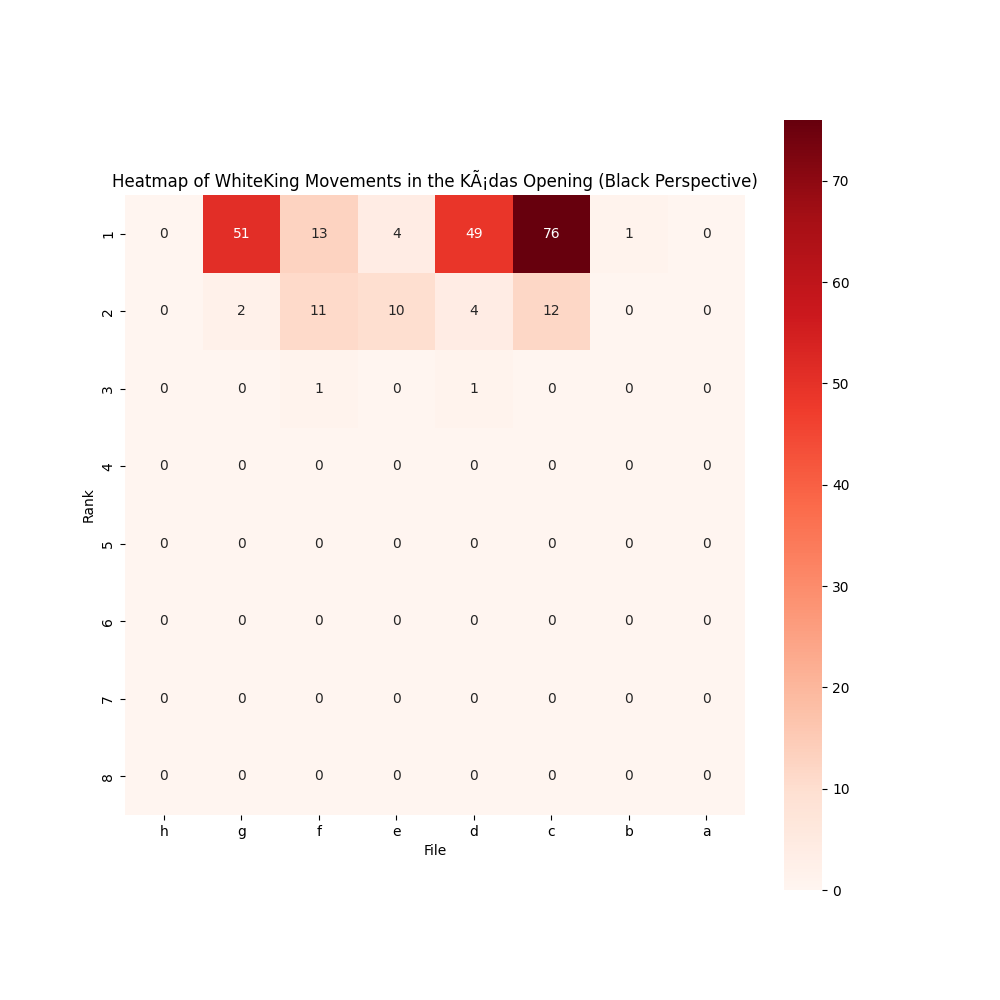 Heatmap of WhiteKing Movements in the KÃ¡das Opening (Black Perspective)
1 0 51 13 4 49 76 1 0
2 0 2 11 10 4 12 0 0
3 0 0 1 0 1 0 0 0
4 0 0 0 0 0 0 0 0
5 0 0 0 0 0 0 0 0
6 0 0 0 0 0 0 0 0
7 0 0 0 0 0 0 0 0
8 0 0 0 0 0 0 0 0
Rank
h g f e d c b a
File
70
60
50
40
30
20
10
0